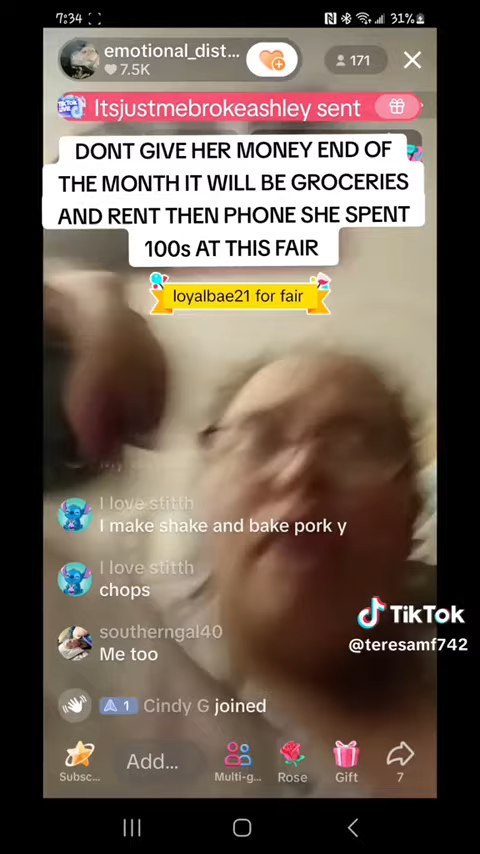 7:34
31%
emotional_dist...
7.5K
171
Itsjustmebrokeashley sent
DONT GIVE HER MONEY END OF
THE MONTH IT WILL BE GROCERIES
AND RENT THEN PHONE SHE SPENT
100s AT THIS FAIR
loyalbae21 for fair
I love stitth
I make shake and bake pork y
I love stitth
chops
southerngal40
Me too
1 Cindy G joined
TikTok
@teresamf742
Subsc...
Add...
Multi-g...
Rose
Gift
7